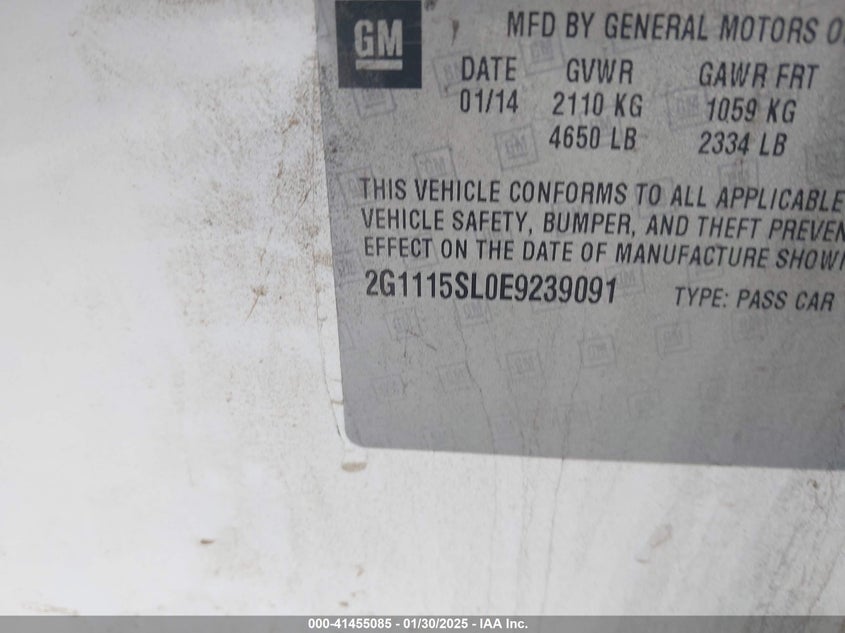 GM
MFD BY GENERAL MOTORS
DATE GVWR GAWR FRT
01/14 2110 KG 1059 KG
4650 LB 2334 LB
THIS VEHICLE CONFORMS TO ALL APPLICABLE
VEHICLE SAFETY, BUMPER, AND THEFT PREVEN
EFFECT ON THE DATE OF MANUFACTURE SHOW
2G1115SL0E9239091 TYPE: PASS CAR
000-41455085 - 01/30/2025 - IAA Inc.